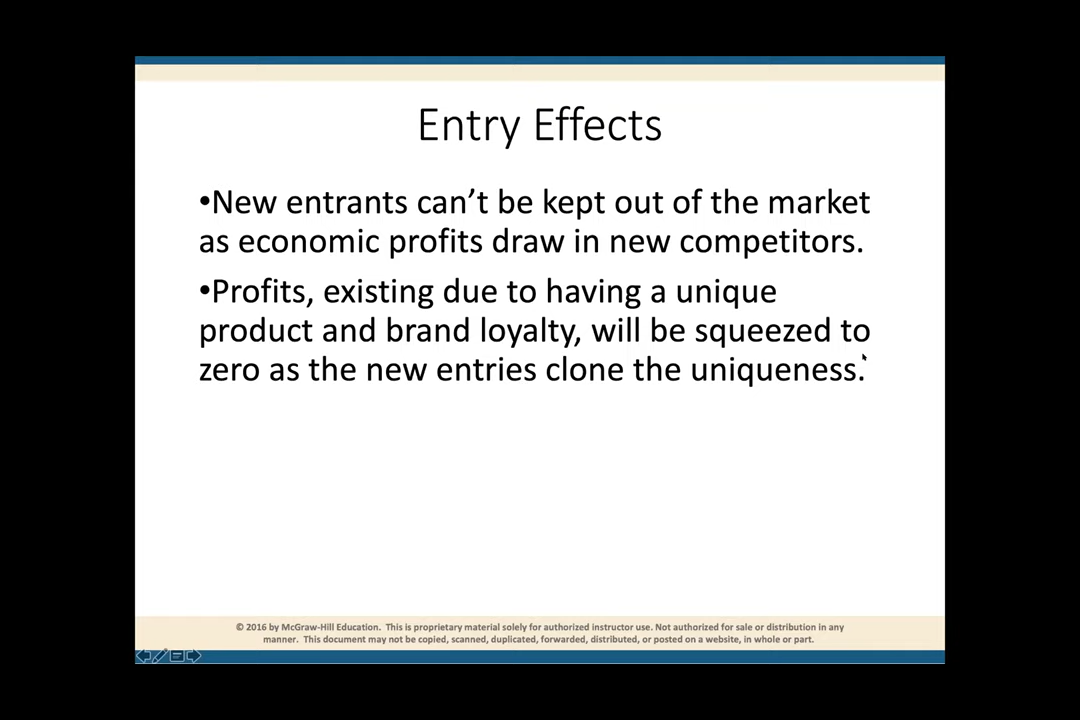 Entry Effects
•New entrants can’t be kept out of the market
as economic profits draw in new competitors.
•Profits, existing due to having a unique
product and brand loyalty, will be squeezed to
zero as the new entries clone the uniqueness.
© 2016 by McGraw-Hill Education. This is proprietary material solely for authorized instructor use. Not authorized for sale or distribution in any
manner. This document may not be copied, scanned, duplicated, forwarded, distributed, or posted on a website, in whole or part.